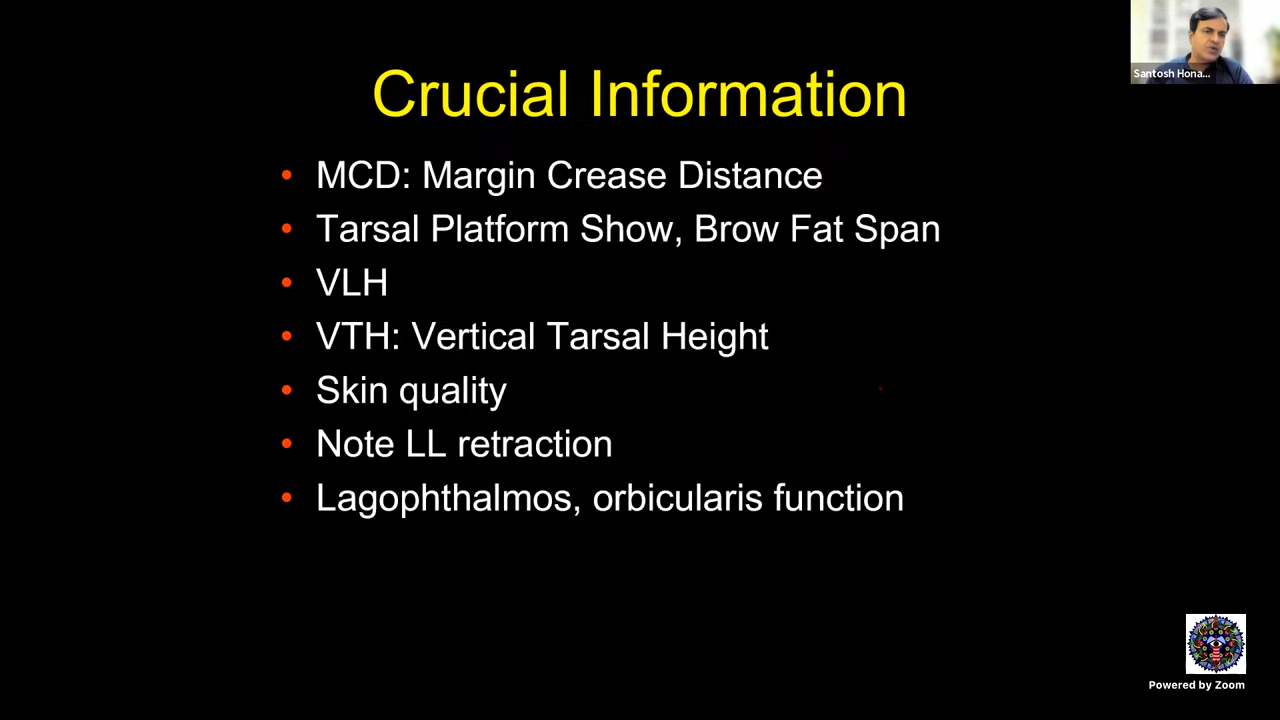 Santosh Hona...
Crucial Information
• MCD: Margin Crease Distance
• Tarsal Platform Show, Brow Fat Span
• VLH
• VTH: Vertical Tarsal Height
• Skin quality
• Note LL retraction
• Lagophthalmos, orbicularis function
Powered by Zoom